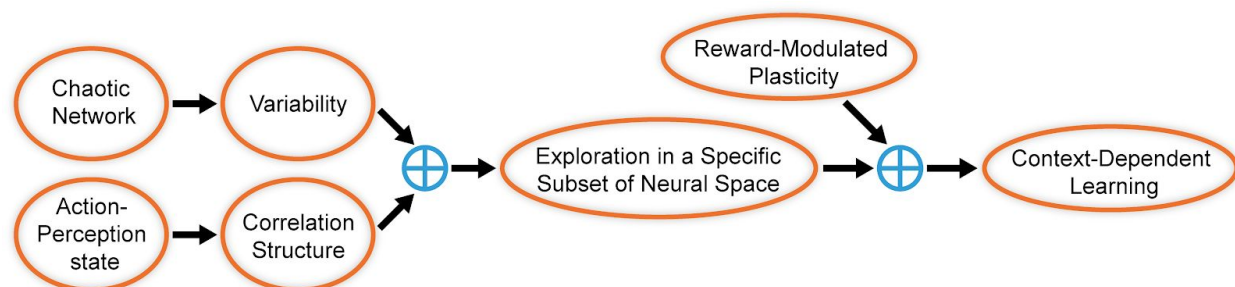 Chaotic
Network
Variability
Action-
Perception
state
Correlation
Structure
Exploration in a Specific
Subset of Neural Space
Reward-Modulated
Plasticity
Context-Dependent
Learning